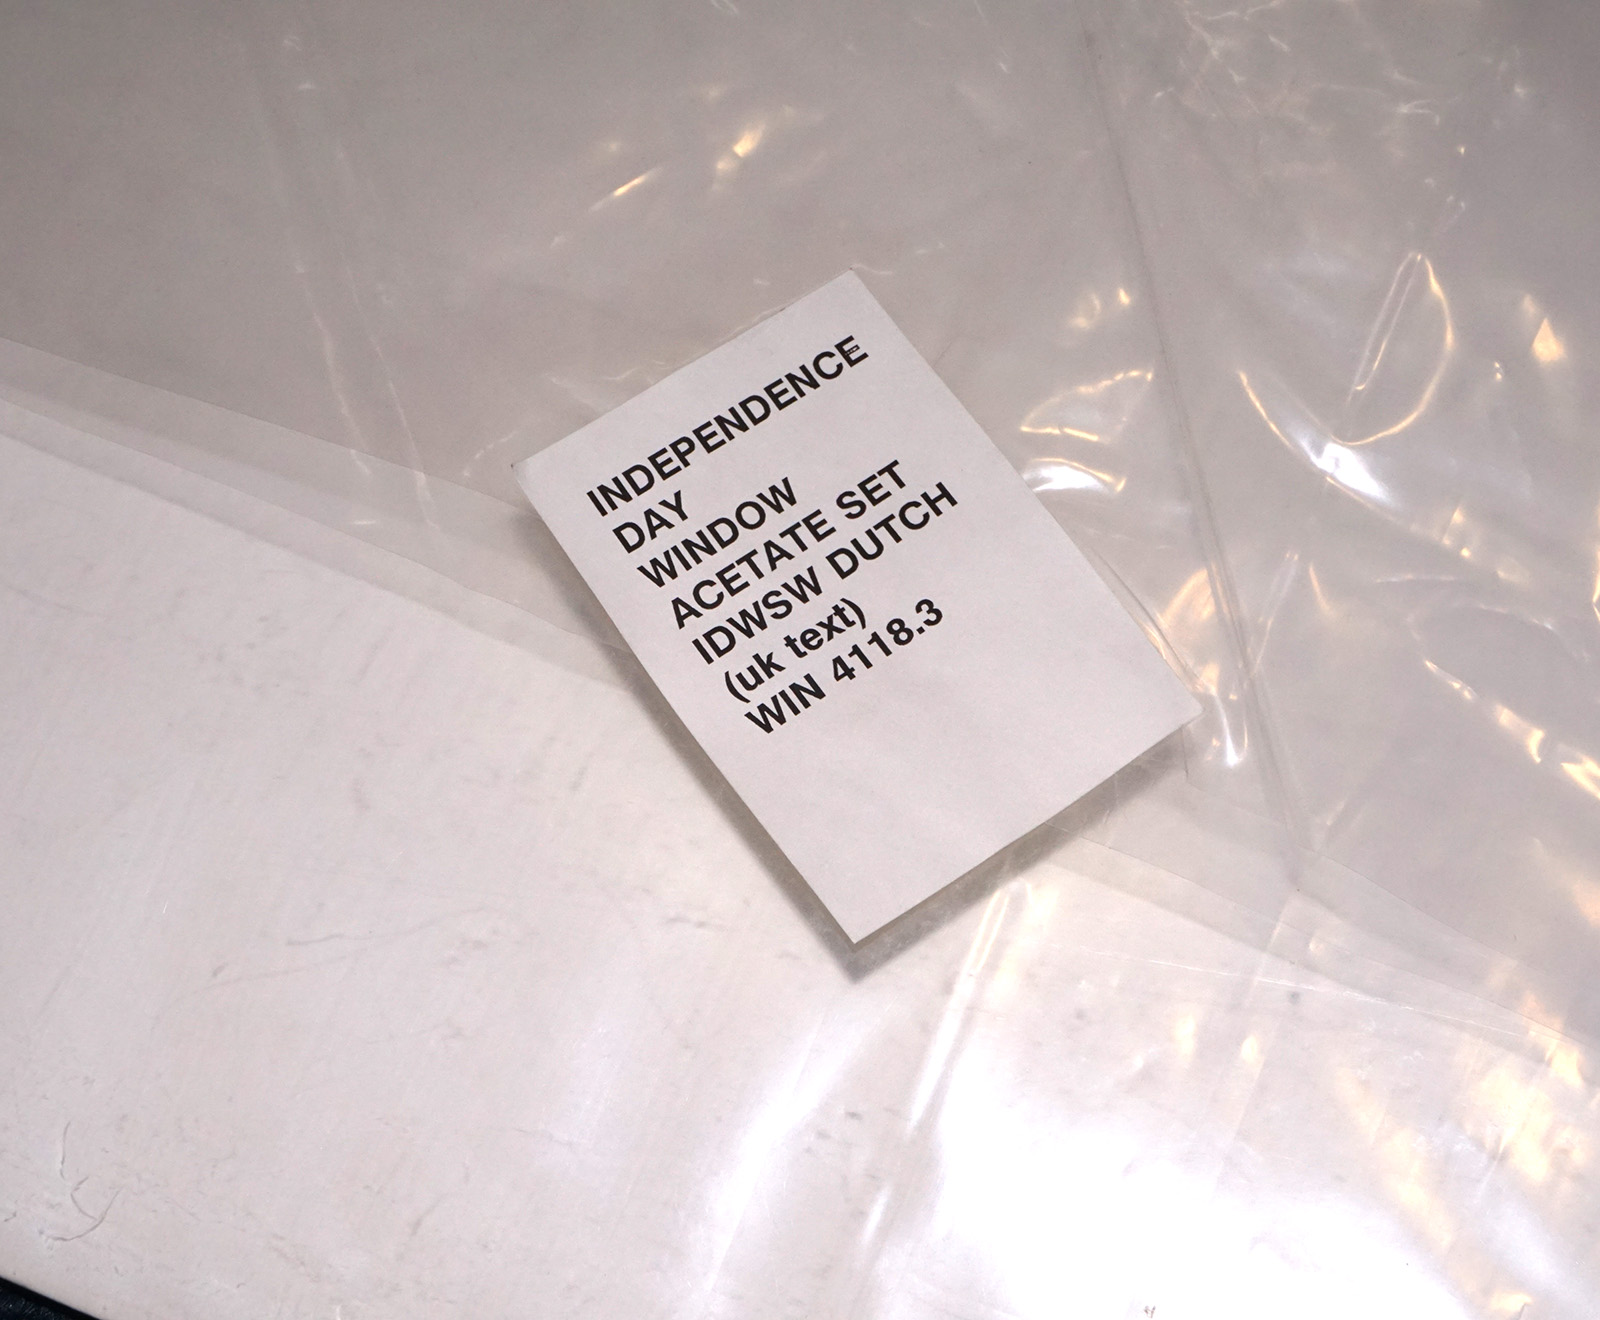 INDEPENDENCE
DAY
WINDOW
ACETATE SET
IDWSW DUTCH
(uk text)
WIN 4118.3